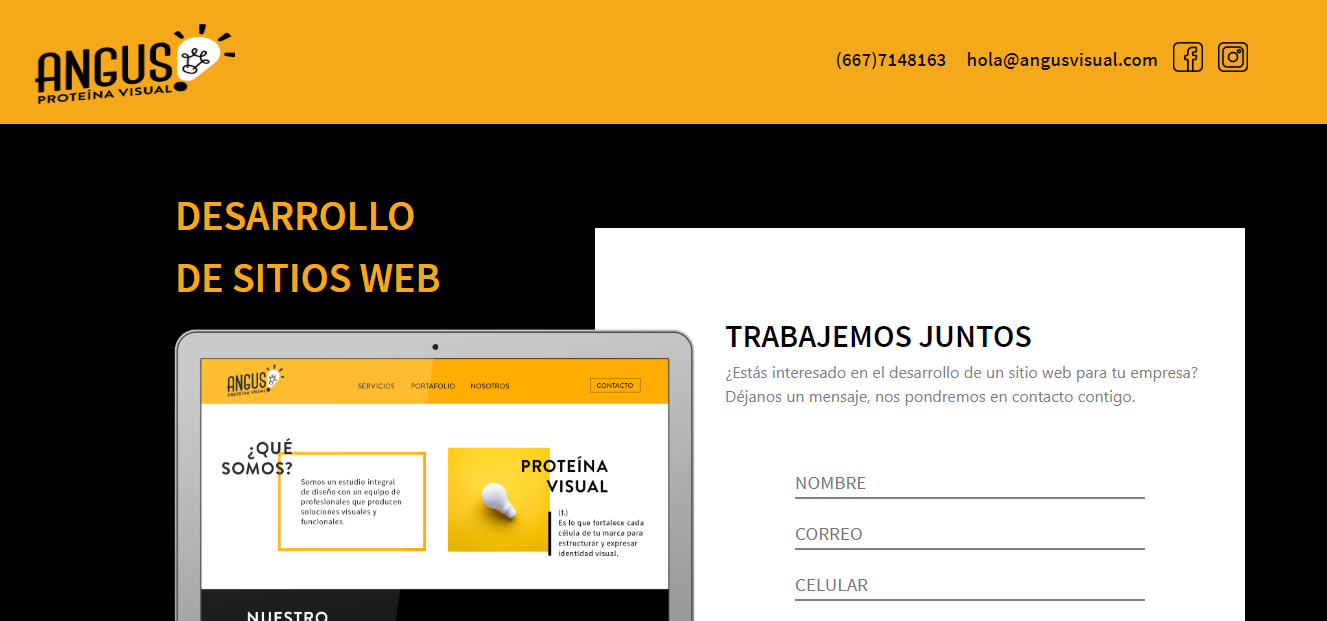 ANGUS
PROTEÍNA VISUAL
(667)7148163
hola@angusvisual.com
DESARROLLO
DE SITIOS WEB
ANGUS
PROTEÍNA VISUAL
SERVICIOS
PORTAFOLIO
NOSOTROS
CONTACTO
¿QUÉ
SOMOS?
Somos un estudio integral
de diseño con un equipo de
profesionales que producen
soluciones visuales y
funcionales.
PROTEÍNA
VISUAL
(f.)
Es lo que fortalece cada
célula de tu marca para
estructurar y expresar
identidad visual.
NUESTRO
TRABAJEMOS JUNTOS
¿Estás interesado en el desarrollo de un sitio web para tu empresa?
Déjanos un mensaje, nos pondremos en contacto contigo.
NOMBRE
CORREO
CELULAR